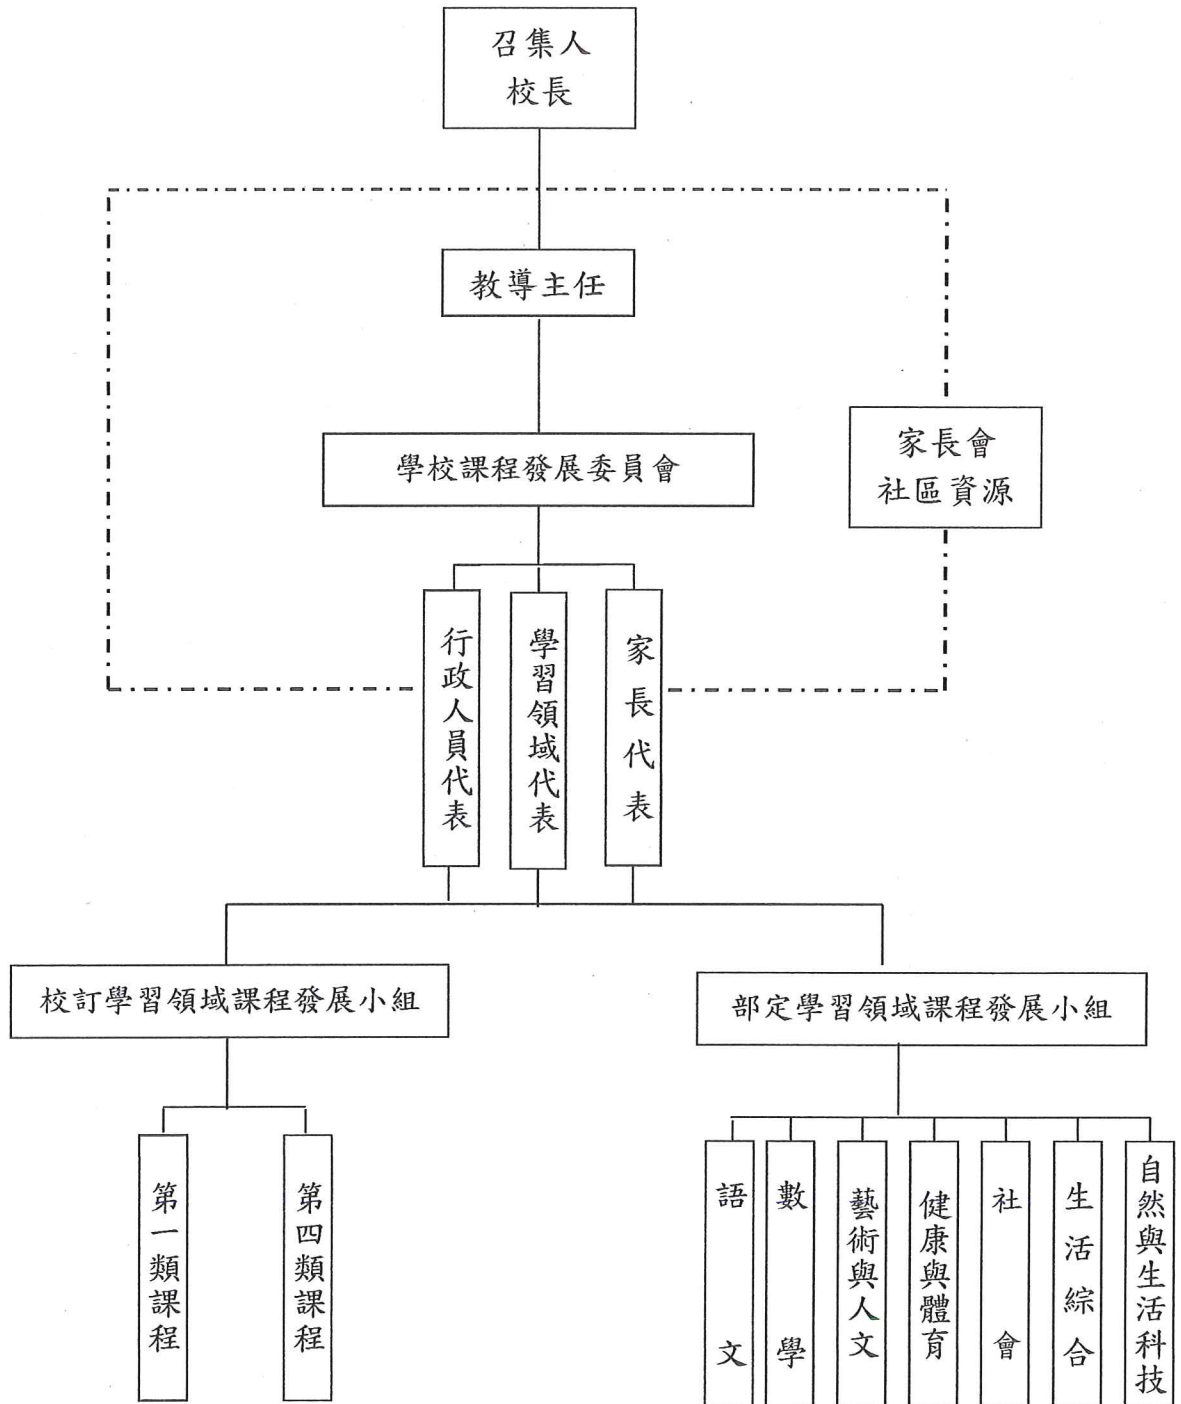 召集人
校長
教導主任
學校課程發展委員會
家長會
社區資源
行政人員代表
學習領域代表
家長代表
校訂學習領域課程發展小組
部定學習領域課程發展小組
第一類課程
第四類課程
語文
數學
藝術與人文
健康與體育
社會
生活綜合
自然與生活科技